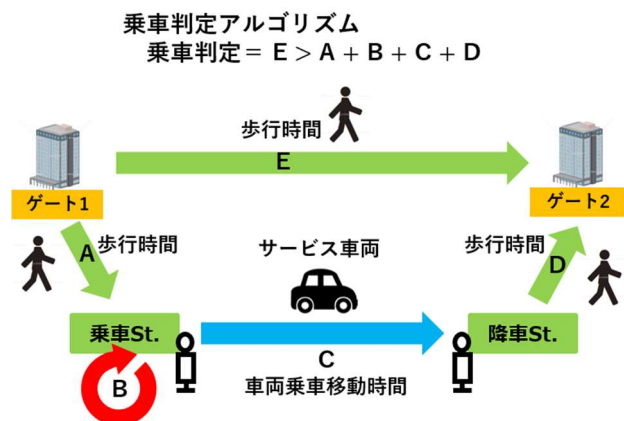 乗車判定アルゴリズム
乗車判定 = E > A + B + C + D
歩行時間
E
ゲート1
ゲート2
A 歩行時間
サービス車両
歩行時間
D
乗車St.
降車St.
B
C
車両乗車移動時間